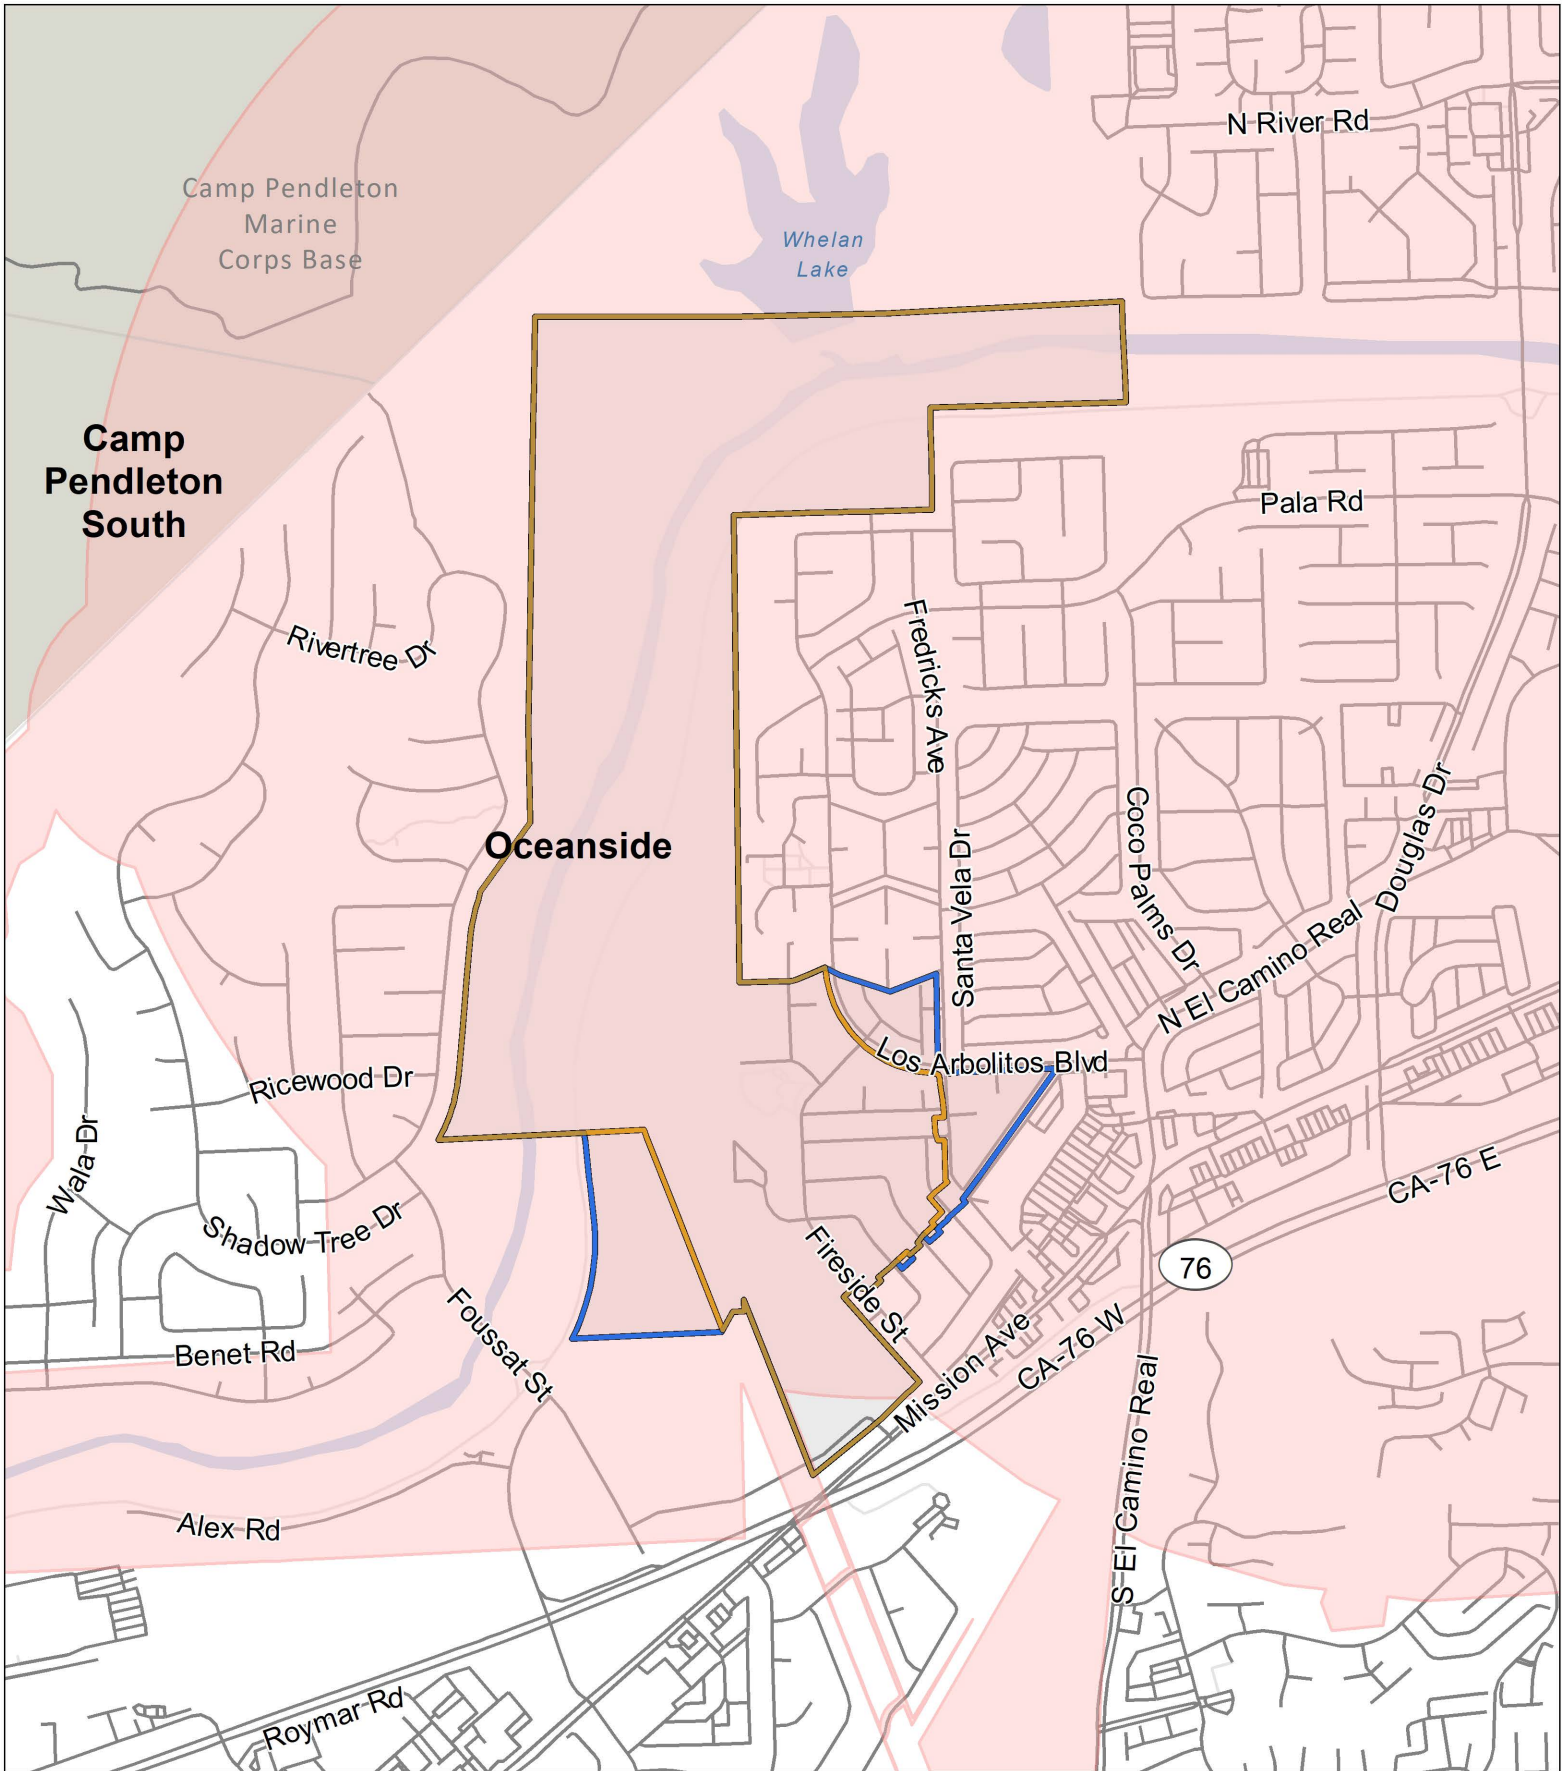 N River Rd
Camp Pendleton
Marine
Corps Base
Whelan
Lake
Camp
Pendleton
South
Pala Rd
Rivertree Dr
Fredricks Ave
Oceanside
Coco Palms Dr
Douglas Dr
Santa Vela Dr
N El Camino Real
Los Arbolitos Blvd
Ricewood Dr
Wala Dr
CA-76 E
Shadow Tree Dr
Fireside St
76
Foussat St
Benet Rd
Mission Ave
CA-76 W
S El Camino Real
Alex Rd
Roymar Rd